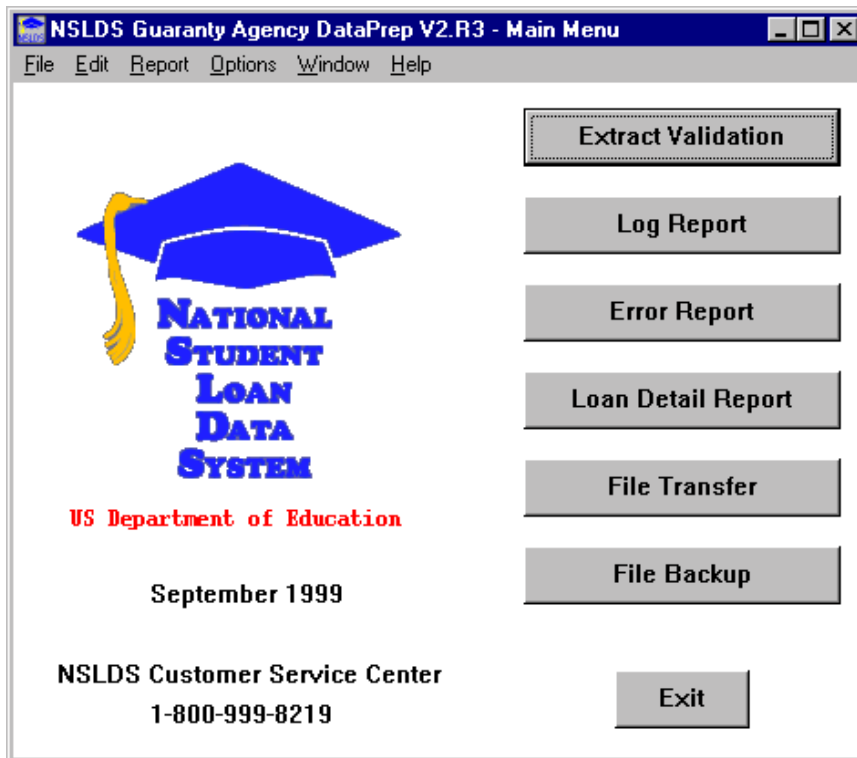 NSLDS Guaranty Agency DataPrep V2.R3 - Main Menu
File Edit Report Options Window Help
Extract Validation
Log Report
Error Report
Loan Detail Report
File Transfer
File Backup
Exit
NATIONAL
STUDENT
LOAN
DATA
SYSTEM
US Department of Education
September 1999
NSLDS Customer Service Center
1-800-999-8219